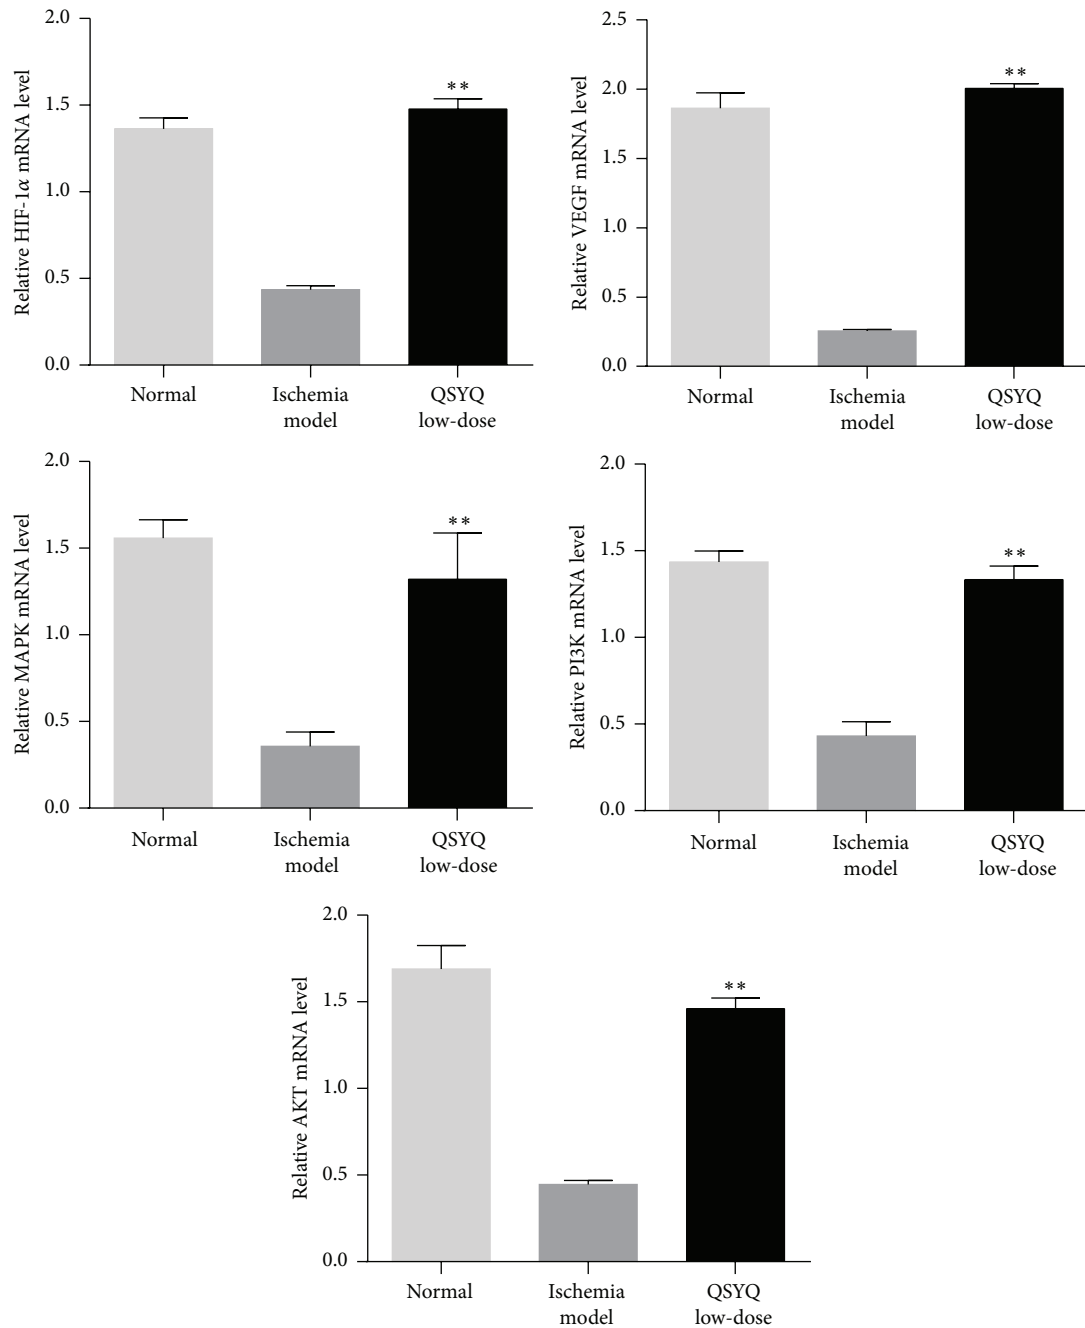 Relative HIF-1α mRNA level
2.0
1.5
1.0
0.5
0.0
**
Normal
Ischemia
model
QSYQ
low-dose
Relative VEGF mRNA level
2.5
2.0
1.5
1.0
0.5
0.0
**
Normal
Ischemia
model
QSYQ
low-dose
Relative MAPK mRNA level
2.0
1.5
1.0
0.5
0.0
**
Normal
Ischemia
model
QSYQ
low-dose
Relative PI3K mRNA level
2.0
1.5
1.0
0.5
0.0
**
Normal
Ischemia
model
QSYQ
low-dose
Relative AKT mRNA level
2.0
1.5
1.0
0.5
0.0
**
Normal
Ischemia
model
QSYQ
low-dose